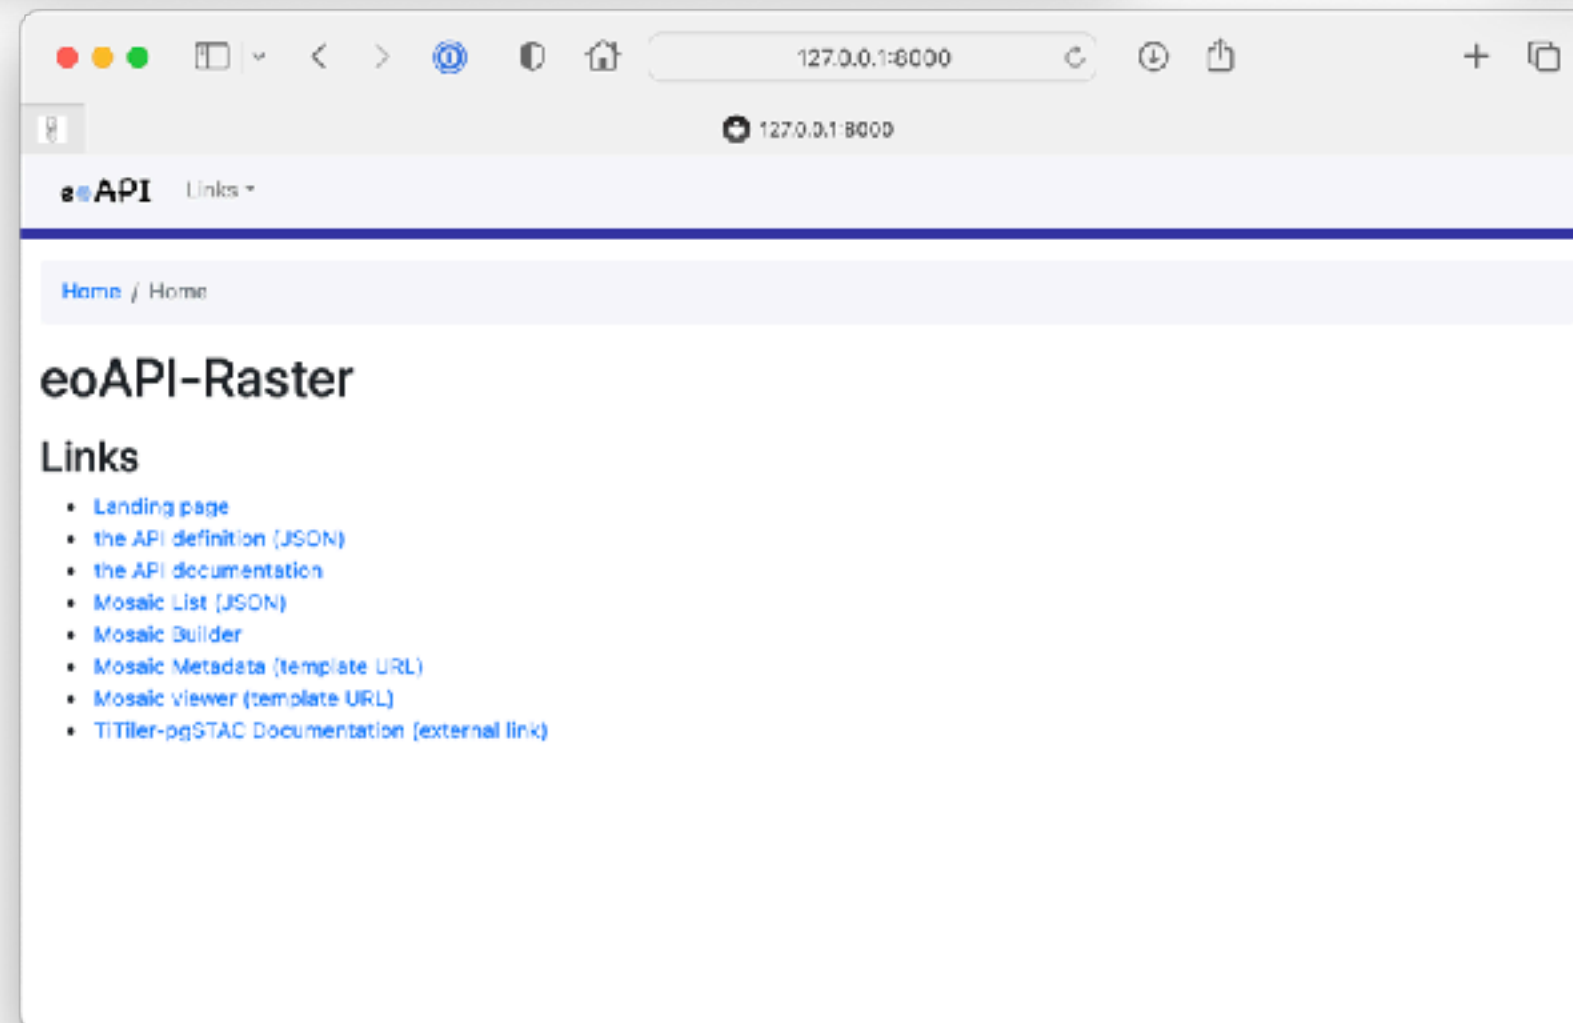 127.0.0.1:8000
127.0.0.1:8000
eoAPI Links
Home / Home
eoAPI-Raster
Links
Landing page
the API definition (JSON)
the API documentation
Mosaic List (JSON)
Mosaic Builder
Mosaic Metadata (template URL)
Mosaic viewer (template URL)
TiTiler-pgSTAC Documentation (external link)